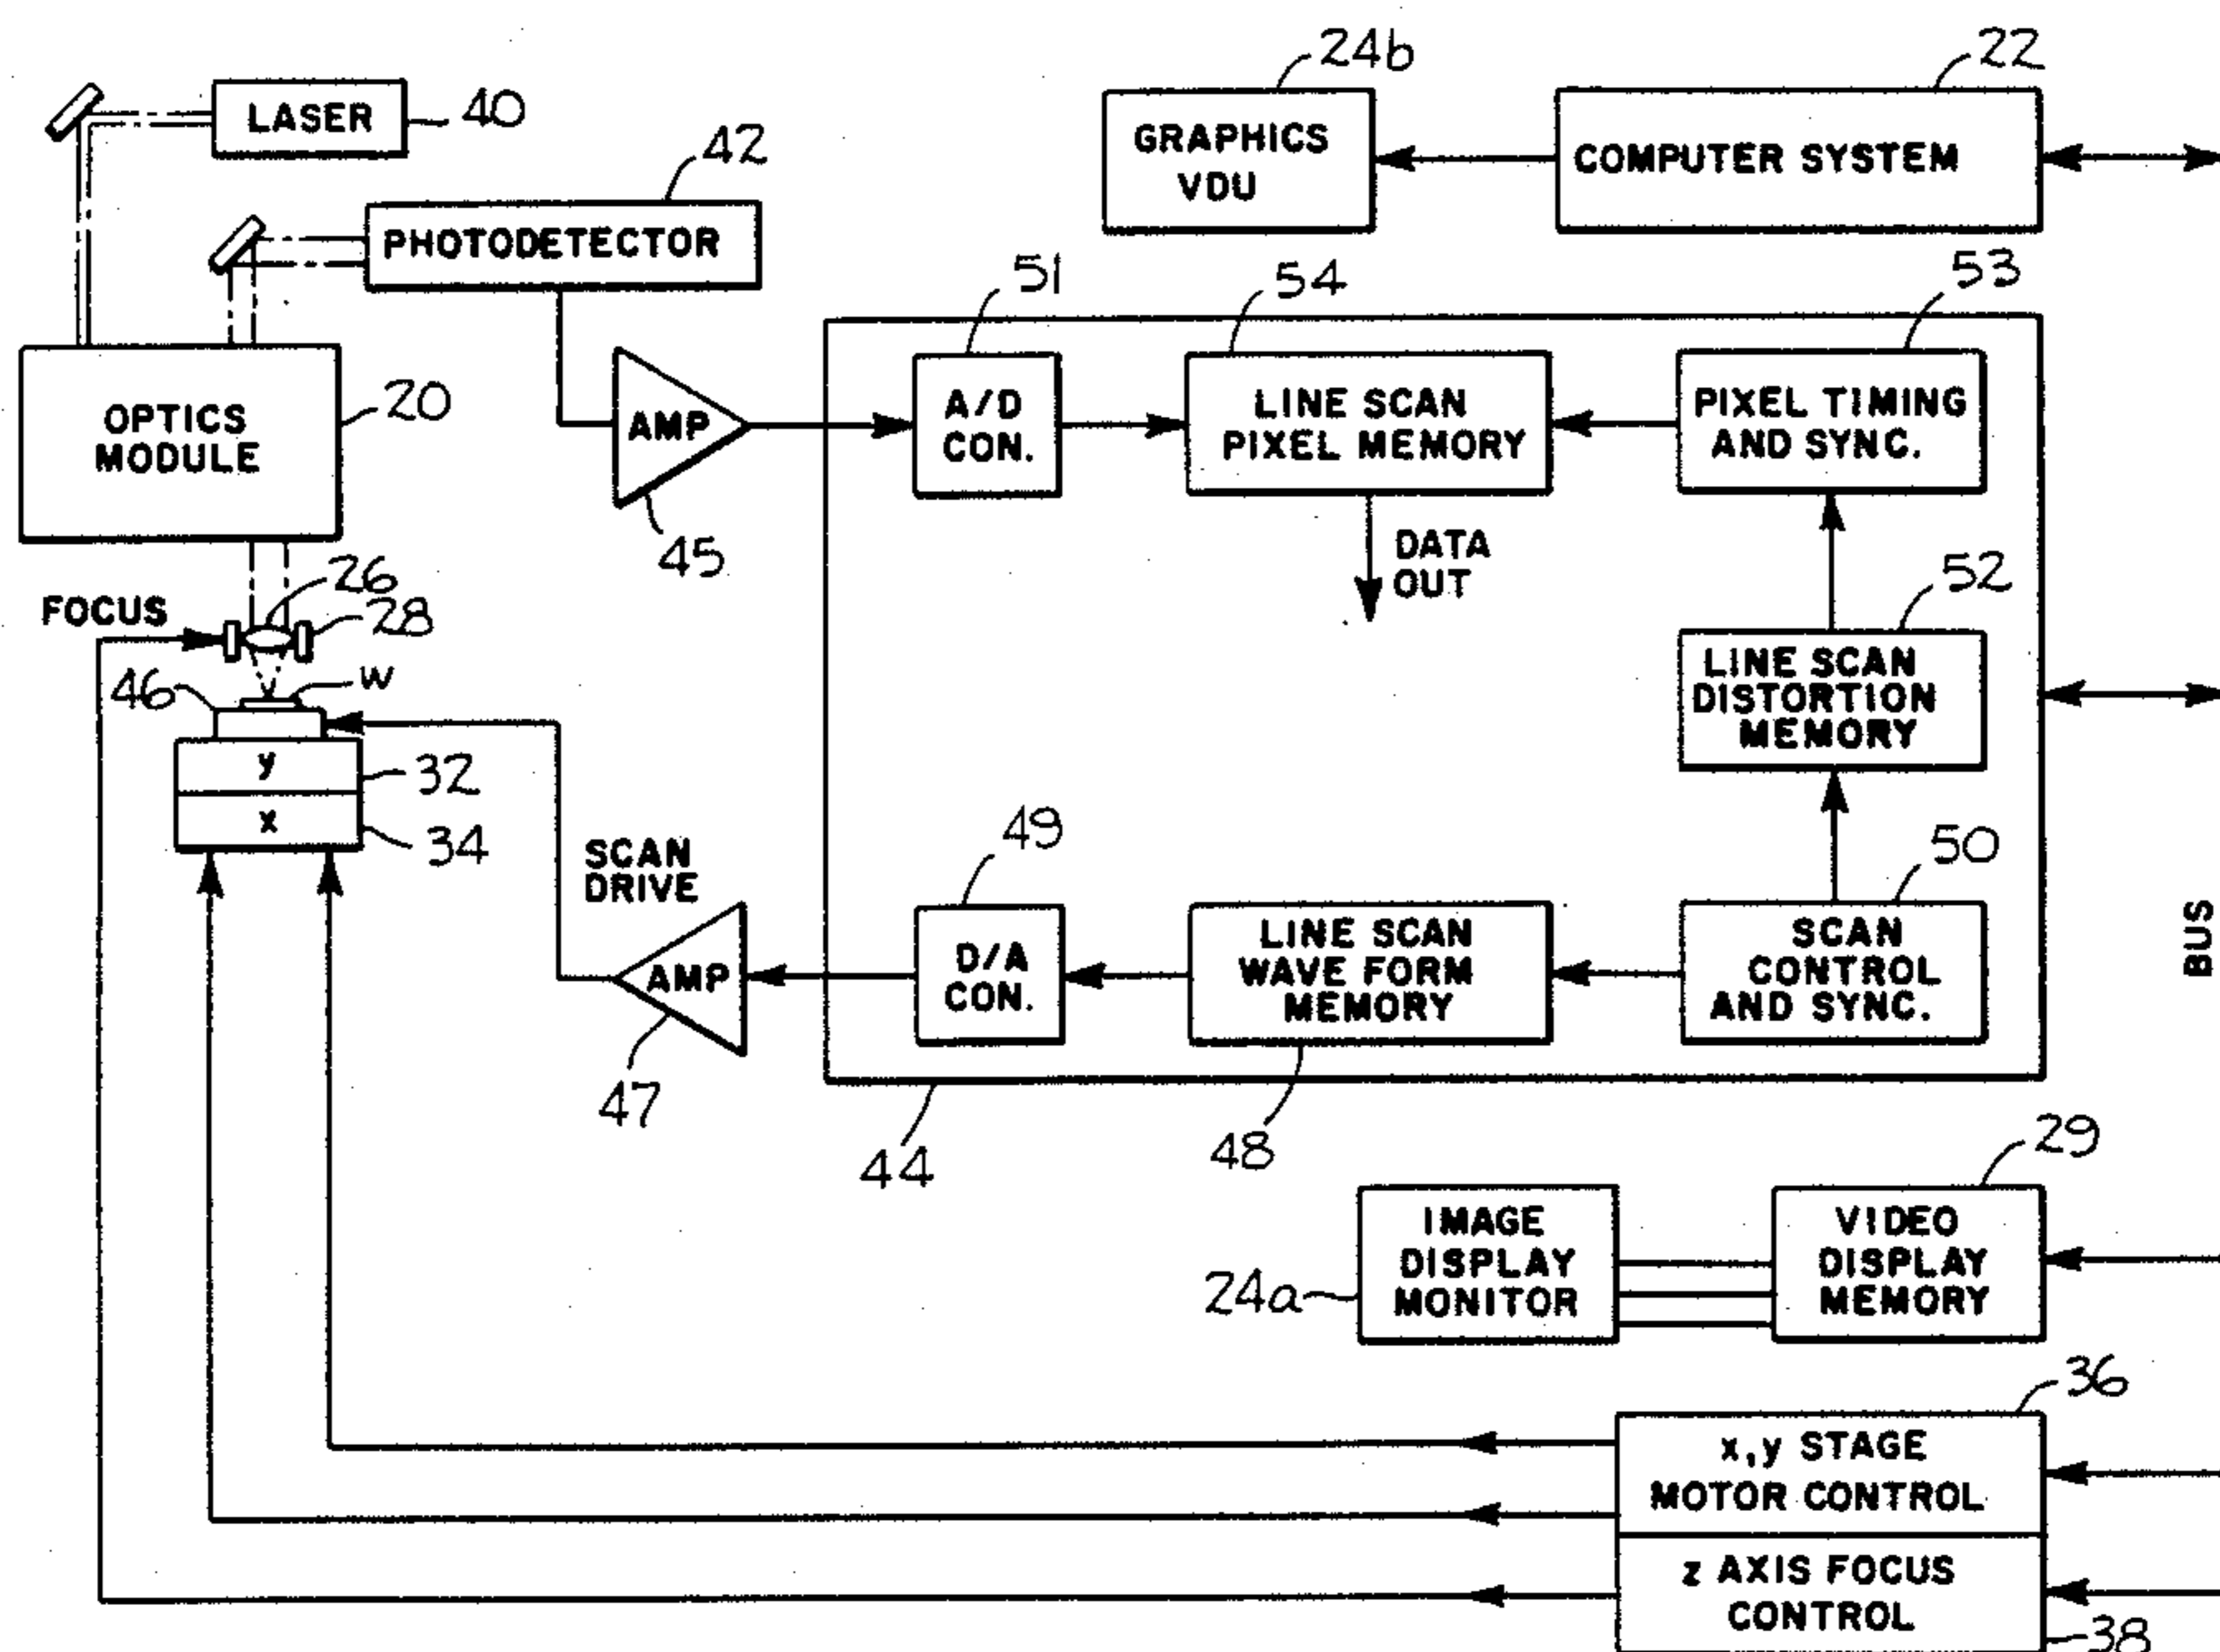 24b
22
LASER
40
42
GRAPHICS
VDU
COMPUTER SYSTEM
PHOTODETECTOR
51
54
53
OPTICS
MODULE
20
AMP
45
A/D
CON.
LINE SCAN
PIXEL MEMORY
PIXEL TIMING
AND SYNC.
DATA
OUT
52
FOCUS
26
28
46
W
y
32
x
34
LINE SCAN
DISTORTION
MEMORY
SCAN
DRIVE
49
50
AMP
47
D/A
CON.
LINE SCAN
WAVE FORM
MEMORY
SCAN
CONTROL
AND SYNC.
BUS
44
48
29
IMAGE
DISPLAY
MONITOR
24a
VIDEO
DISPLAY
MEMORY
36
x,y STAGE
MOTOR CONTROL
z AXIS FOCUS
CONTROL
38